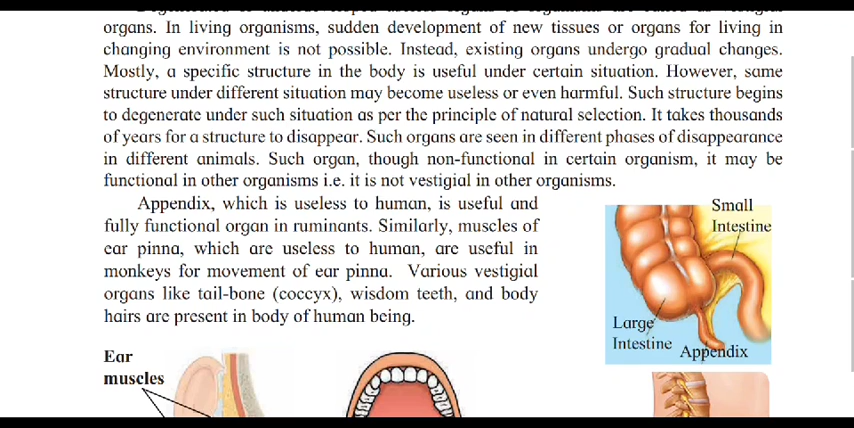 organs. In living organisms, sudden development of new tissues or organs for living in
changing environment is not possible. Instead, existing organs undergo gradual changes.
Mostly, a specific structure in the body is useful under certain situation. However, same
structure under different situation may become useless or even harmful. Such structure begins
to degenerate under such situation as per the principle of natural selection. It takes thousands
of years for a structure to disappear. Such organs are seen in different phases of disappearance
in different animals. Such organ, though non-functional in certain organism, it may be
functional in other organisms i.e. it is not vestigial in other organisms.
Appendix, which is useless to human, is useful and
fully functional organ in ruminants. Similarly, muscles of
ear pinna, which are useless to human, are useful in
monkeys for movement of ear pinna. Various vestigial
organs like tail-bone (coccyx), wisdom teeth, and body
hairs are present in body of human being.
Small
Intestine
Large
Intestine
Appendix
Ear
muscles